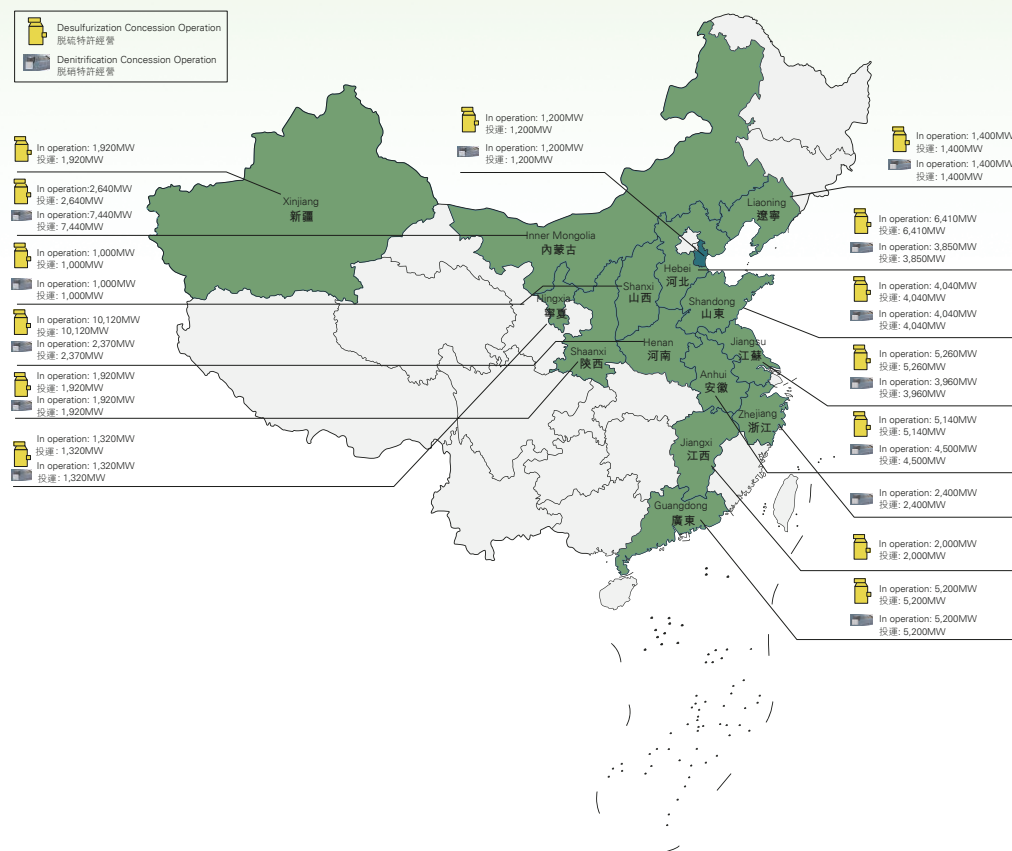 Desulfurization Concession Operation
脱硫特許經營
Denitrification Concession Operation
脱硝特許經營
In operation: 1,920MW
投運: 1,920MW
In operation:2,640MW
投運: 2,640MW
In operation:7,440MW
投運: 7,440MW
In operation: 1,000MW
投運: 1,000MW
In operation: 1,000MW
投運: 1,000MW
In operation: 10,120MW
投運: 10,120MW
In operation: 2,370MW
投運: 2,370MW
In operation: 1,920MW
投運: 1,920MW
In operation: 1,920MW
投運: 1,920MW
In operation: 1,320MW
投運: 1,320MW
In operation: 1,320MW
投運: 1,320MW
In operation: 1,200MW
投運: 1,200MW
In operation: 1,200MW
投運: 1,200MW
Xinjiang
新疆
Inner Mongolia
內蒙古
Liaoning
遼寧
Hebei
河北
Shanxi
山西
Ningxia
寧夏
Shandong
山東
Henan
河南
Shaanxi
陝西
Jiangsu
江蘇
Anhui
安徽
Zhejiang
浙江
Jiangxi
江西
Guangdong
廣東
In operation: 1,400MW
投運: 1,400MW
In operation: 1,400MW
投運: 1,400MW
In operation: 6,410MW
投運: 6,410MW
In operation: 3,850MW
投運: 3,850MW
In operation: 4,040MW
投運: 4,040MW
In operation: 4,040MW
投運: 4,040MW
In operation: 5,260MW
投運: 5,260MW
In operation: 3,960MW
投運: 3,960MW
In operation: 5,140MW
投運: 5,140MW
In operation: 4,500MW
投運: 4,500MW
In operation: 2,400MW
投運: 2,400MW
In operation: 2,000MW
投運: 2,000MW
In operation: 5,200MW
投運: 5,200MW
In operation: 5,200MW
投運: 5,200MW